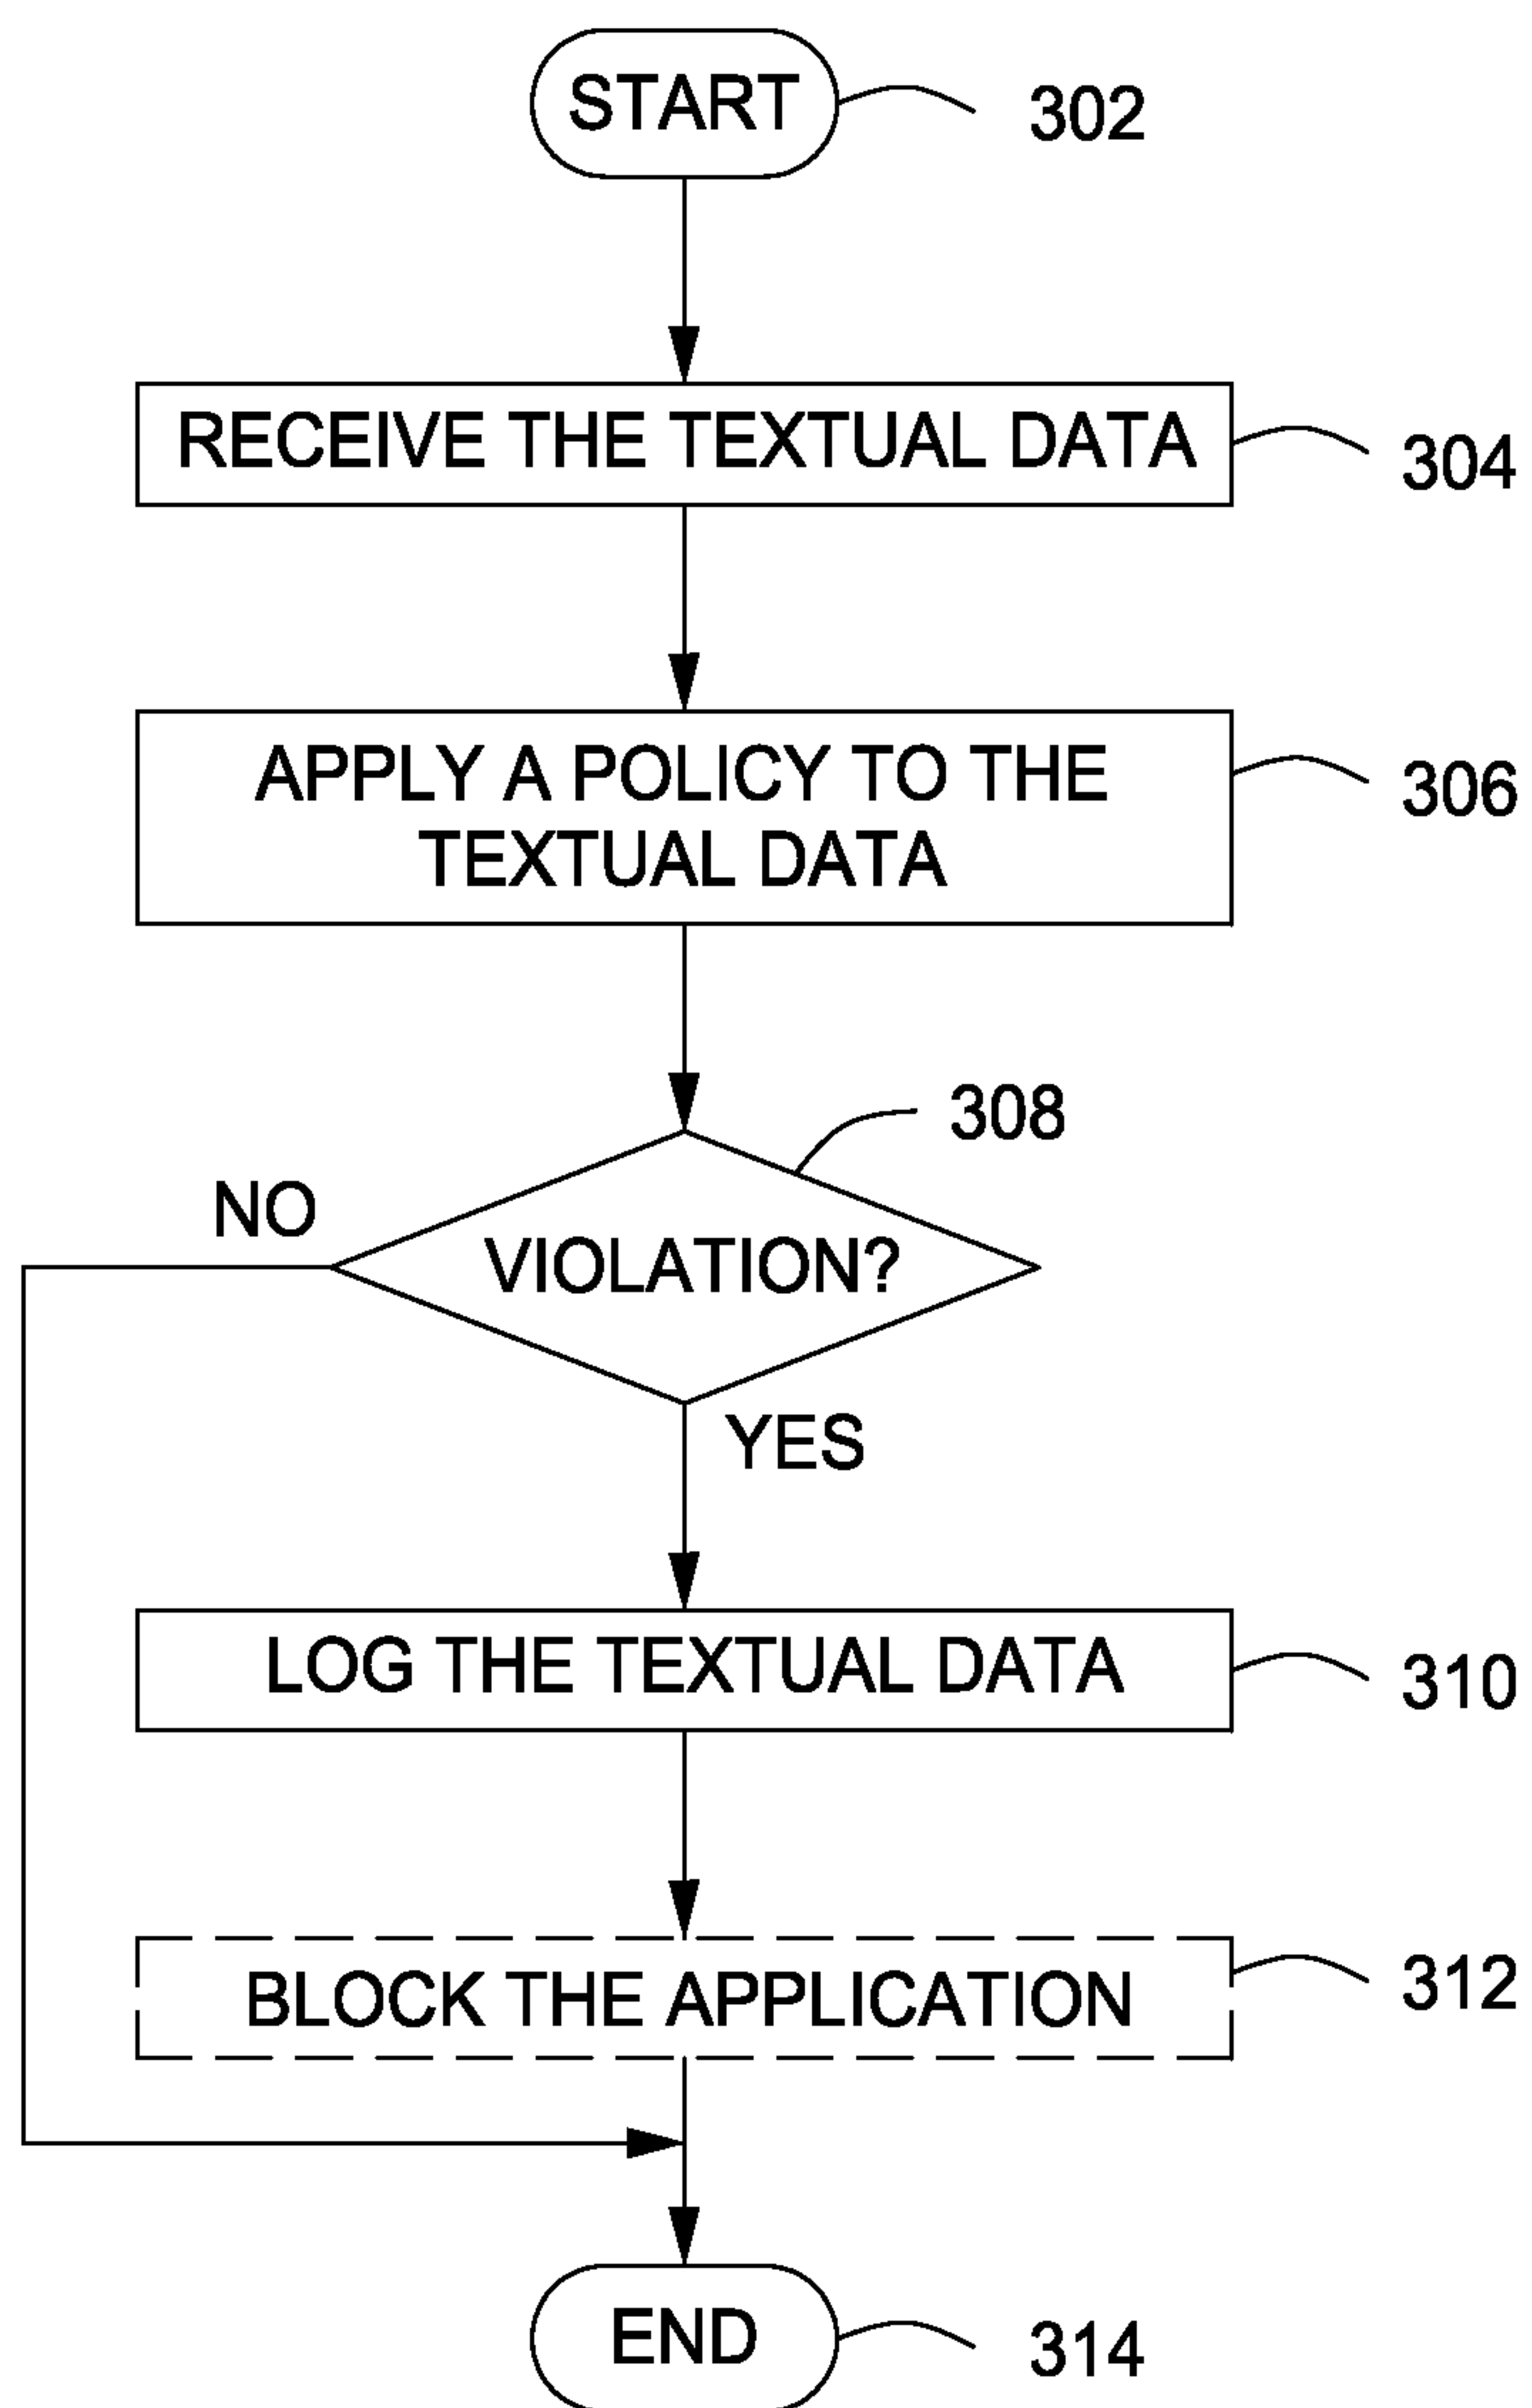 START
302
RECEIVE THE TEXTUAL DATA
304
APPLY A POLICY TO THE
TEXTUAL DATA
306
308
NO
VIOLATION?
YES
LOG THE TEXTUAL DATA
310
BLOCK THE APPLICATION
312
END
314